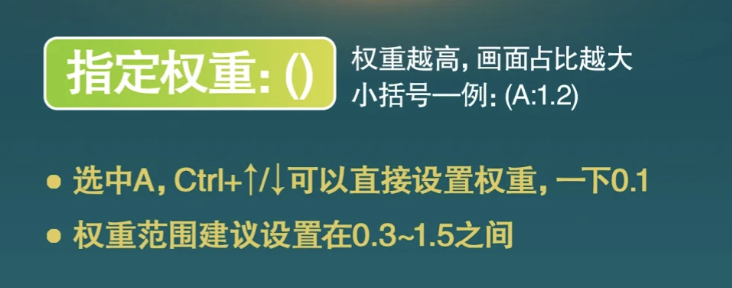 指定权重：()
权重越高，画面占比越大
小括号一例：(A:1.2)
• 选中A，Ctrl+↑/↓可以直接设置权重，一下0.1
• 权重范围建议设置在0.3~1.5之间